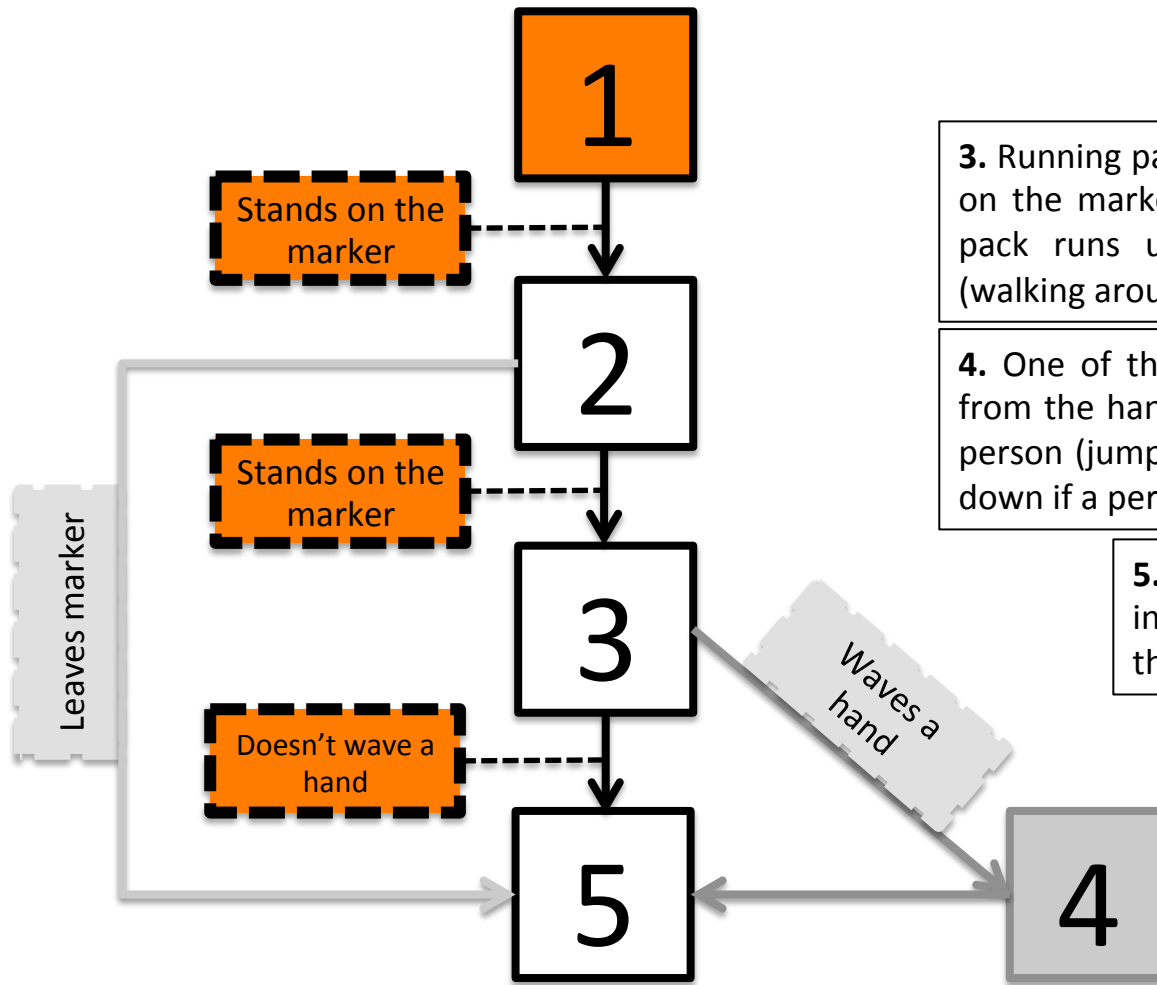 1
Stands on the
marker
2
Stands on the
marker
Leaves marker
3
Waves a
hand
Doesn't wave a
hand
5
4
3. Running pa
on the marke
pack runs u
(walking arou
4. One of th
from the han
person (jump
down if a per
5.
in
th